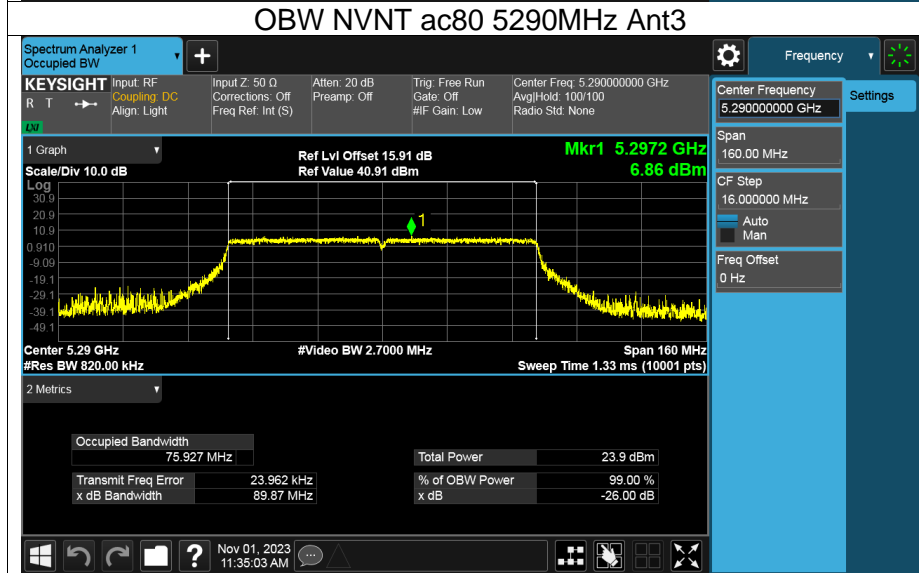 OBW NVNT ac80 5290MHz Ant3
Spectrum Analyzer 1
Occupied BW
+
Frequency
KEYSIGHT
R T
LXI
Input: RF
Coupling: DC
Align: Light
Input Z: 50 Ω
Corrections: Off
Freq Ref: Int (S)
Atten: 20 dB
Preamp: Off
Trig: Free Run
Gate: Off
#IF Gain: Low
Center Freq: 5.290000000 GHz
Avg|Hold: 100/100
Radio Std: None
Center Frequency
5.290000000 GHz
Settings
Span
160.00 MHz
CF Step
16.000000 MHz
Auto
Man
Freq Offset
0 Hz
1 Graph
Scale/Div 10.0 dB
Ref Lvl Offset 15.91 dB
Ref Value 40.91 dBm
Mkr1 5.2972 GHz
6.86 dBm
Log
30.9
20.9
10.9
0.910
-9.09
-19.1
-29.1
-39.1
-49.1
1
Center 5.29 GHz
#Res BW 820.00 kHz
#Video BW 2.7000 MHz
Span 160 MHz
Sweep Time 1.33 ms (10001 pts)
2 Metrics
Occupied Bandwidth
75.927 MHz
Transmit Freq Error 23.962 kHz
x dB Bandwidth 89.87 MHz
Total Power 23.9 dBm
% of OBW Power 99.00 %
x dB -26.00 dB
?
Nov 01, 2023
11:35:03 AM